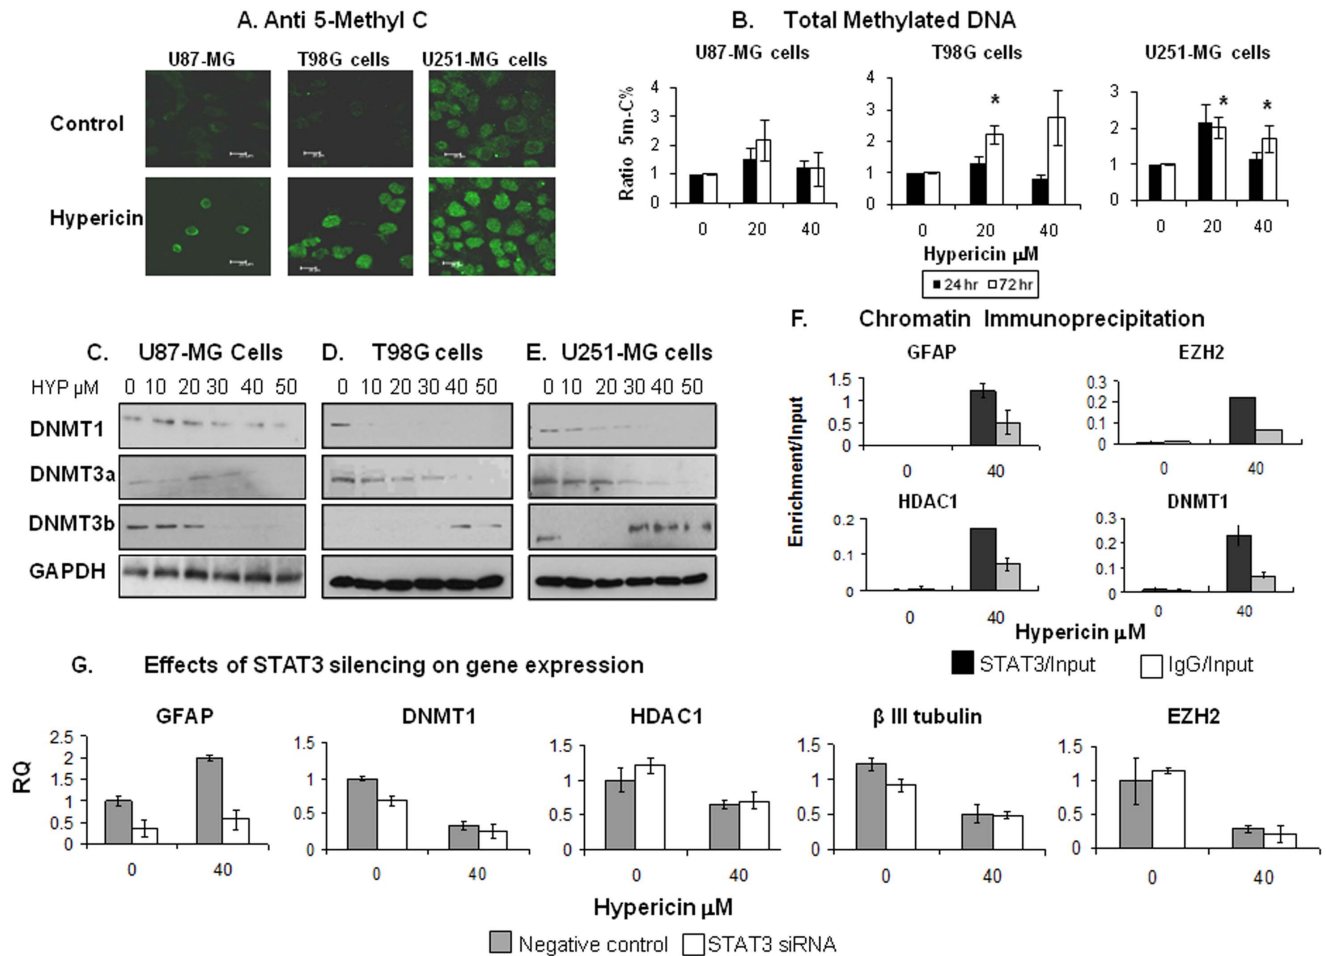 A. Anti 5-Methyl C
U87-MG T98G cells U251-MG cells
Control
Hypericin
B. Total Methylated DNA
U87-MG cells T98G cells U251-MG cells
Ratio 5m-C%
4
3
2
1
0
0 20 40
4
3
2
1
0
*
0 20 40
3
2
1
0
* *
0 20 40
Hypericin µM
24 hr 72 hr
C. U87-MG Cells D. T98G cells E. U251-MG cells
HYP µM 0 10 20 30 40 50 0 10 20 30 40 50 0 10 20 30 40 50
DNMT1
DNMT3a
DNMT3b
GAPDH
F. Chromatin Immunoprecipitation
Enrichment/Input
GFAP
1.5
1
0.5
0
0 40
EZH2
0.3
0.2
0.1
0
0 40
HDAC1
0.2
0.1
0
0 40
DNMT1
0.3
0.2
0.1
0
0 40
Hypericin µM
STAT3/Input IgG/Input
G. Effects of STAT3 silencing on gene expression
RQ
GFAP
2.5
2
1.5
1
0.5
0
0 40
DNMT1
1.5
1
0.5
0
0 40
HDAC1
1.5
1
0.5
0
0 40
β III tubulin
1.5
1
0.5
0
0 40
EZH2
1.5
1
0.5
0
0 40
Hypericin µM
Negative control STAT3 siRNA